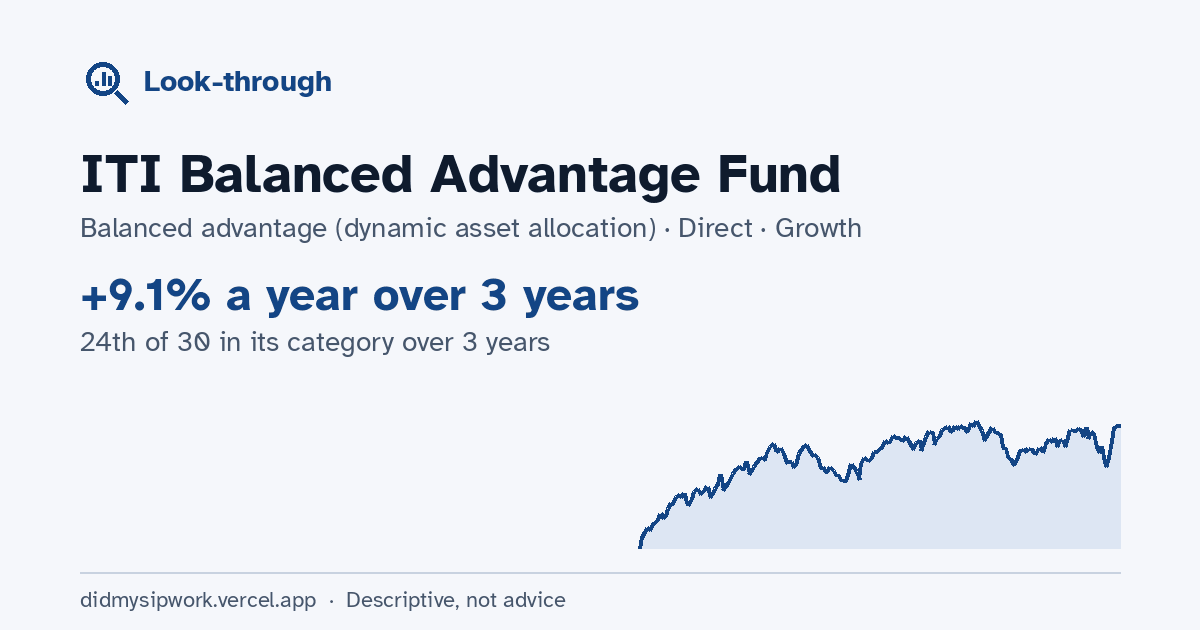 Look-through
ITI Balanced Advantage Fund
Balanced advantage (dynamic asset allocation) · Direct · Growth
+9.1% a year over 3 years
24th of 30 in its category over 3 years
didmysipwork.vercel.app · Descriptive, not advice